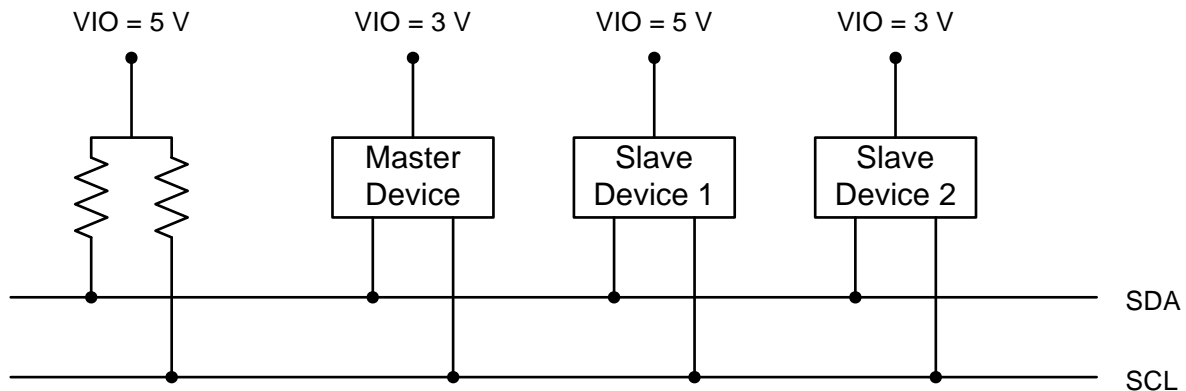 VIO = 5 V
VIO = 3 V
VIO = 5 V
VIO = 3 V
Master
Device
Slave
Device 1
Slave
Device 2
SDA
SCL